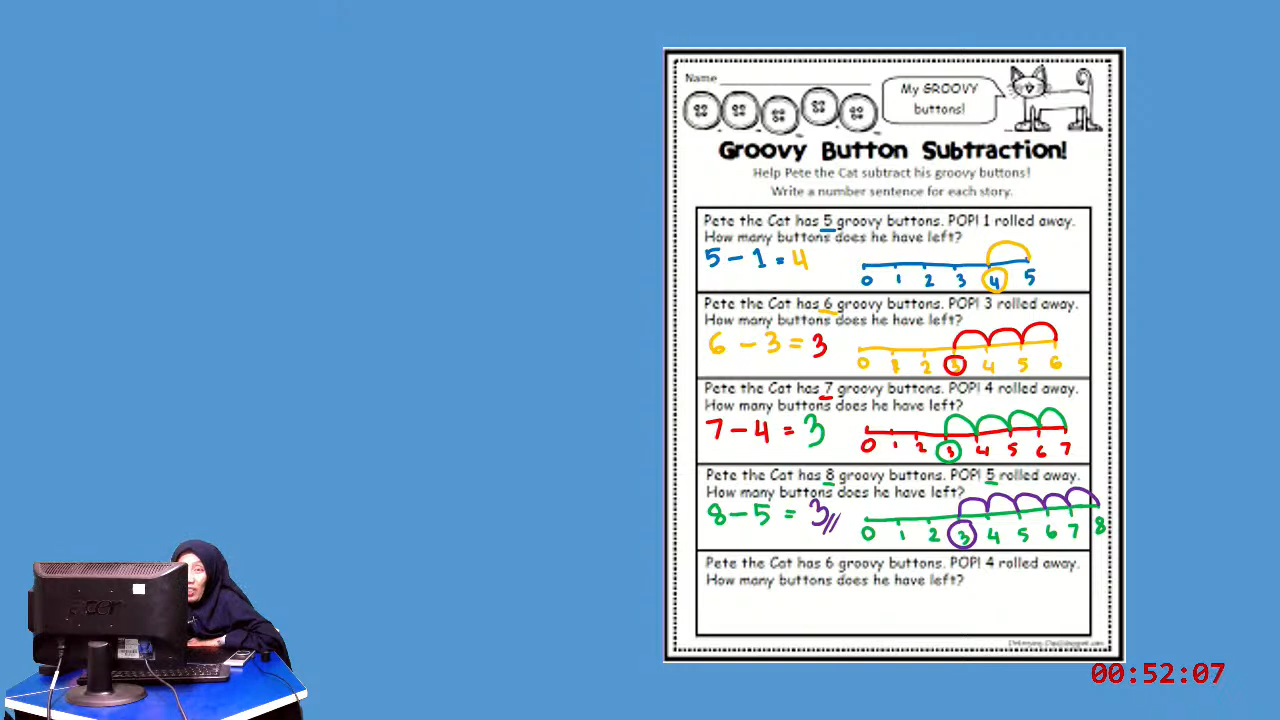 Name
My GROOVY
buttons!
Groovy Button Subtraction!
Help Pete the Cat subtract his groovy buttons!
Write a number sentence for each story.
Pete the Cat has 5 groovy buttons. POP! 1 rolled away.
How many buttons does he have left?
5 - 1 = 4
0 1 2 3 4 5
Pete the Cat has 6 groovy buttons. POP! 3 rolled away.
How many buttons does he have left?
6 - 3 = 3
0 1 2 3 4 5 6
Pete the Cat has 7 groovy buttons. POP! 4 rolled away.
How many buttons does he have left?
7 - 4 = 3
0 1 2 3 4 5 6 7
Pete the Cat has 8 groovy buttons. POP! 5 rolled away.
How many buttons does he have left?
8 - 5 = 3
0 1 2 3 4 5 6 7 8
Pete the Cat has 6 groovy buttons. POP! 4 rolled away.
How many buttons does he have left?
acer
00:52:07